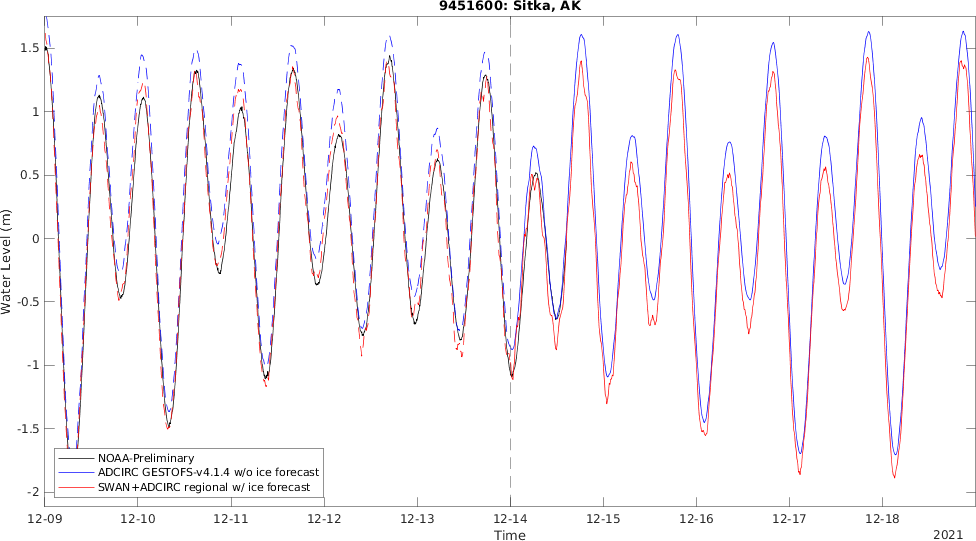 9451600: Sitka, AK
Water Level (m)
1.5
1
0.5
0
-0.5
-1
-1.5
-2
NOAA-Preliminary
ADCIRC GESTOFS-v4.1.4 w/o ice forecast
SWAN+ADCIRC regional w/ ice forecast
12-09 12-10 12-11 12-12 12-13 12-14 12-15 12-16 12-17 12-18
Time
2021